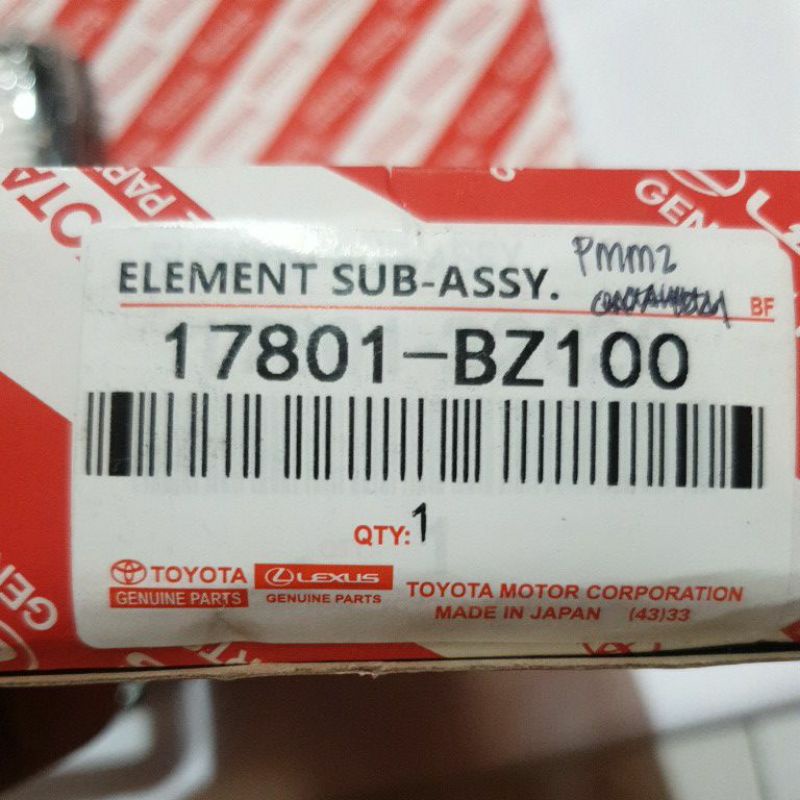 ELEMENT SUB-ASSY.
PMM2
BF
17801-BZ100
QTY: 1
TOYOTA
GENUINE PARTS
LEXUS
GENUINE PARTS
TOYOTA MOTOR CORPORATION
MADE IN JAPAN (43)33